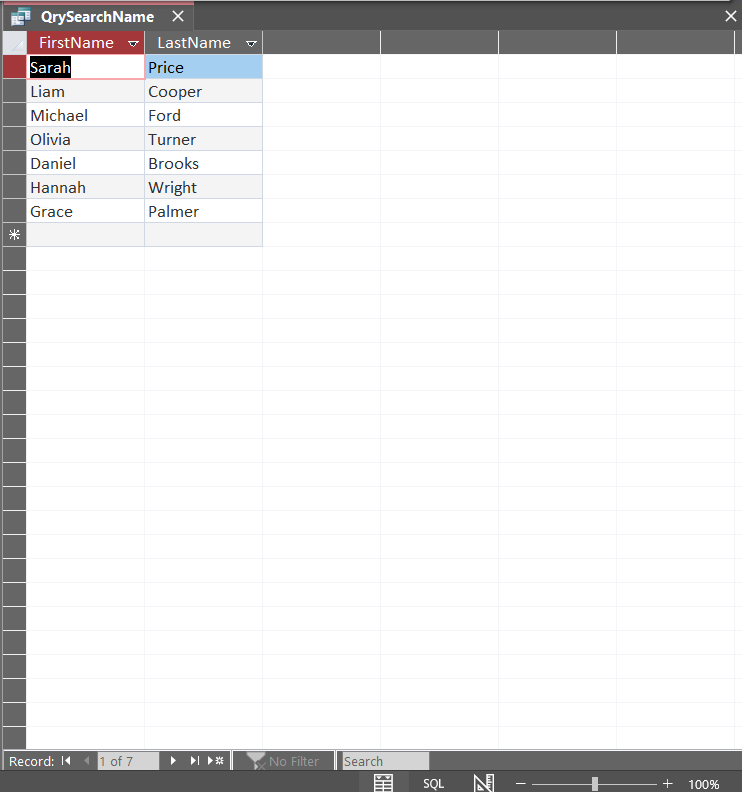 QrySearchName
FirstName LastName
Sarah Price
Liam Cooper
Michael Ford
Olivia Turner
Daniel Brooks
Hannah Wright
Grace Palmer
Record: 1 of 7 No Filter Search
SQL 100%